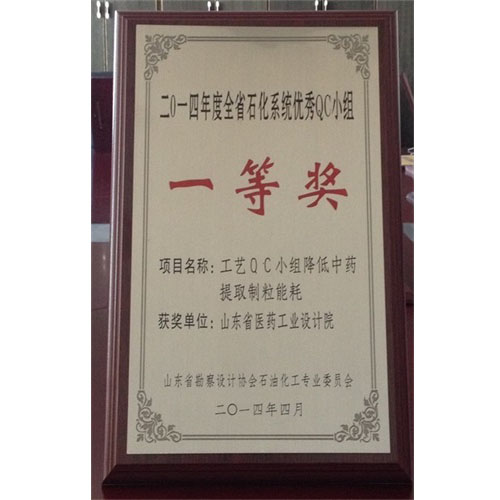 二0一四年度全省石化系统优秀QC小组
一等奖
项目名称：工艺QC小组降低中药
提取制粒能耗
获奖单位：山东省医药工业设计院
山东省勘察设计协会石油化工专业委员会
二〇一四年四月